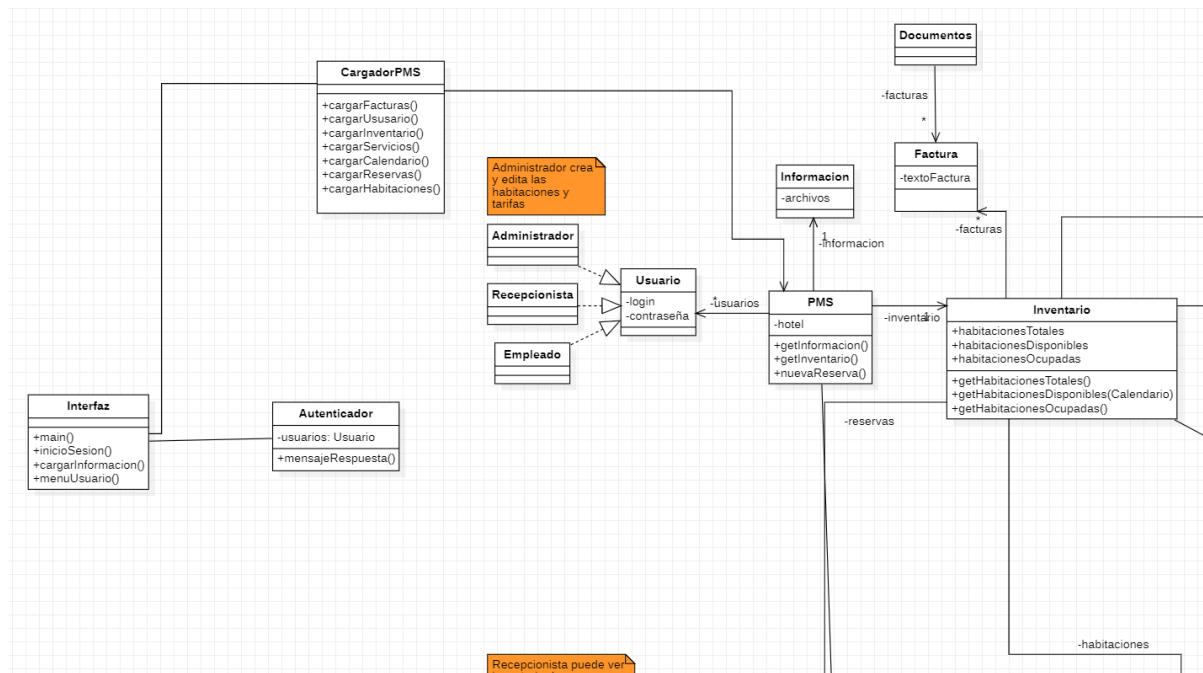 Documentos
-facturas
*
Factura
-textoFactura
*
-facturas
CargadorPMS
+cargarFacturas()
+cargarUsusario()
+cargarInventario()
+cargarServicios()
+cargarCalendario()
+cargarReservas()
+cargarHabitaciones()
Administrador crea
y edita las
habitaciones y
tarifas
Informacion
-archivos
1
-informacion
Administrador
Recepcionista
Empleado
Usuario
-login
-contraseña
*
-usuarios
PMS
-hotel
+getInformacion()
+getInventario()
+nuevaReserva()
-inventario
1
Inventario
+habitacionesTotales
+habitacionesDisponibles
+habitacionesOcupadas
+getHabitacionesTotales()
+getHabitacionesDisponibles(Calendario)
+getHabitacionesOcupadas()
-reservas
Interfaz
+main()
+inicioSesion()
+cargarInformacion()
+menuUsuario()
Autenticador
-usuarios: Usuario
+mensajeRespuesta()
-habitaciones
Recepcionista puede ver